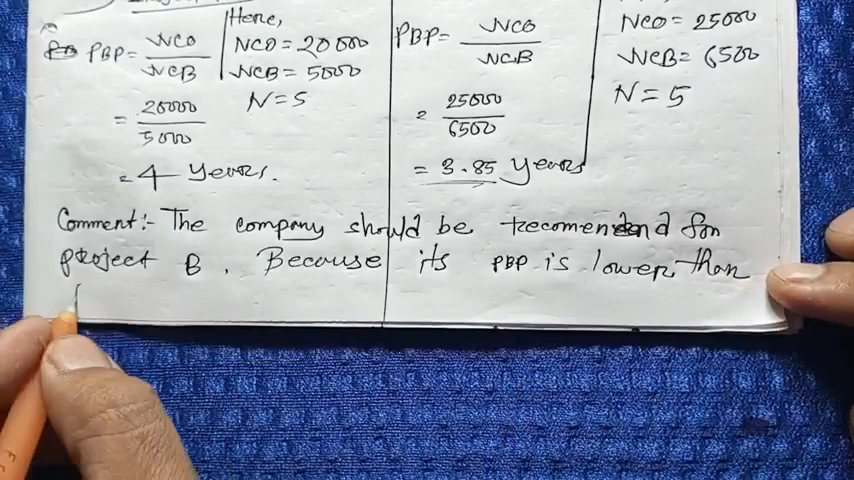 PBP = NCO / NCB
Here,
NCO = 20000
NCB = 5000
N = 5
= 20000 / 5000
= 4 Years.
PBP = NCO / NCB
NCO = 25000
NCB = 6500
N = 5
= 25000 / 6500
= 3.85 Years
Comment:- The company should be recomend for
project B. Because its PBP is lower than